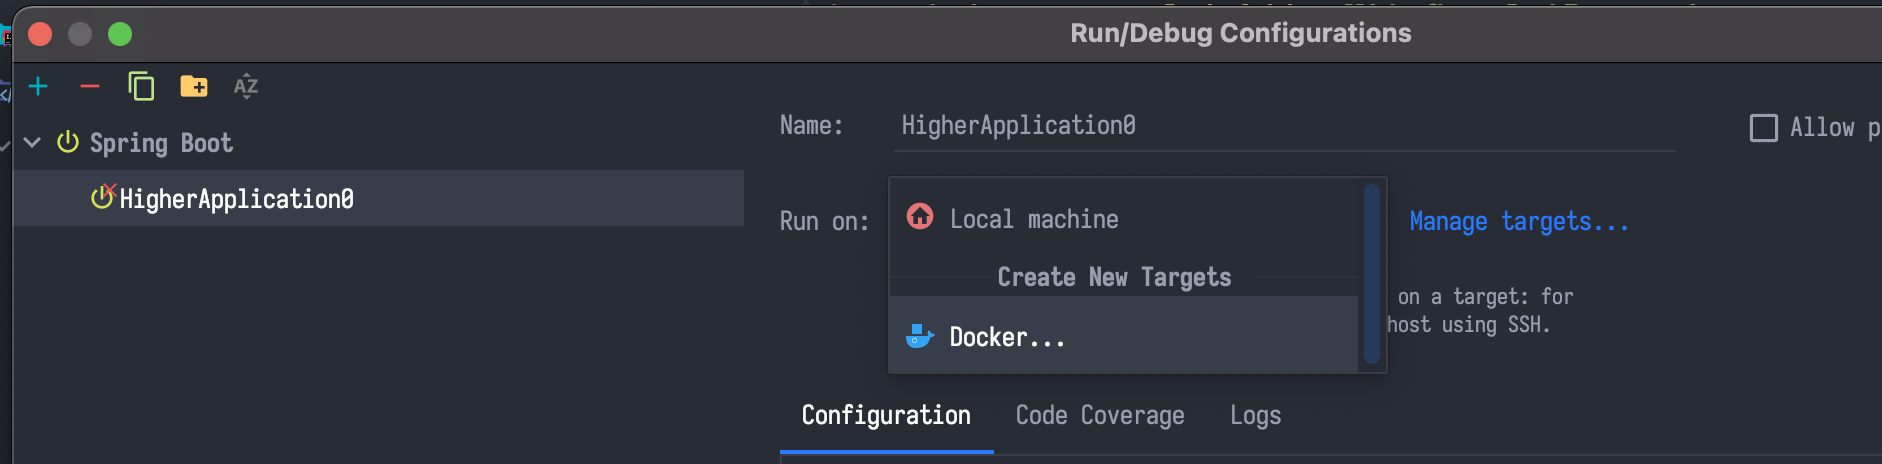 Run/Debug Configurations
AZ
Spring Boot
HigherApplication0
Name: HigherApplication0
Allow p
Run on:
Local machine
Manage targets...
Create New Targets
on a target: for
host using SSH.
Docker...
Configuration Code Coverage Logs